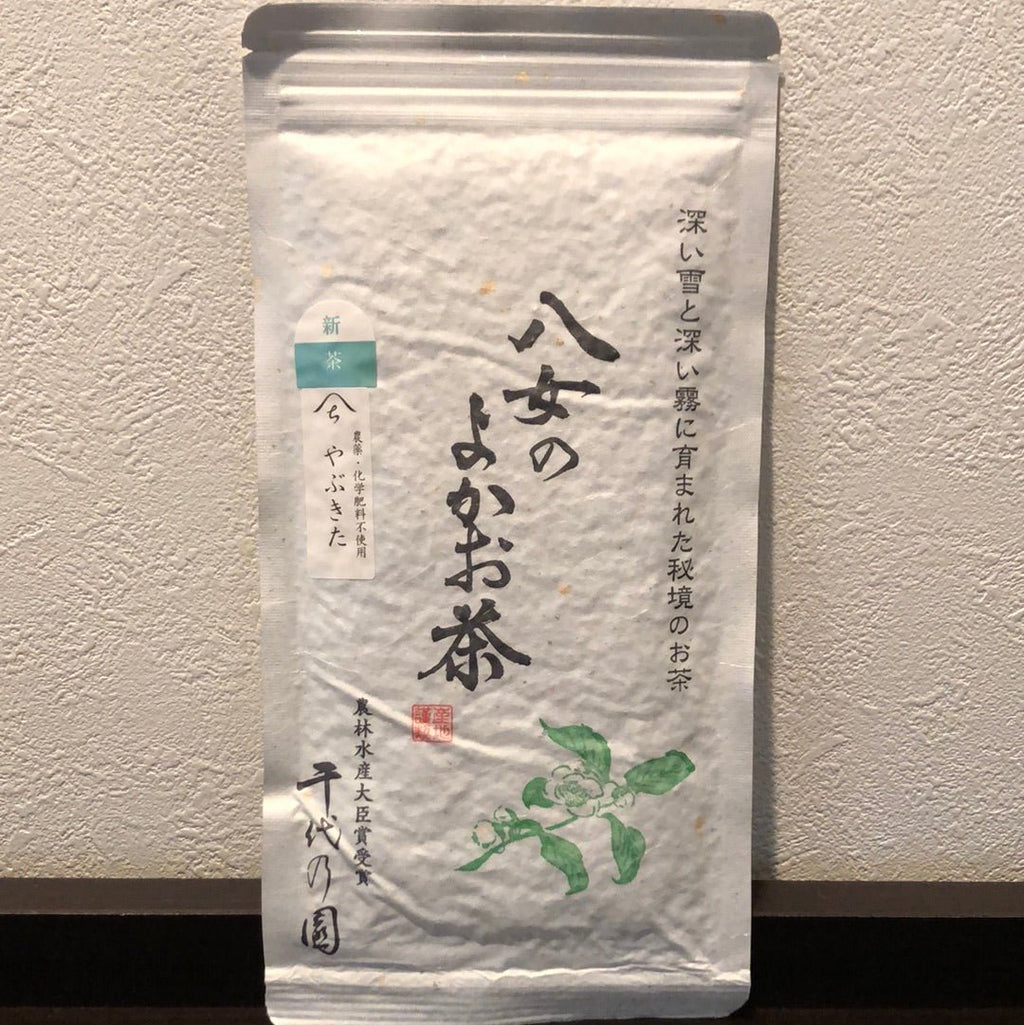 深い雪と深い霧に育まれた秘境のお茶
八女の
よかお茶
新茶
農薬・化学肥料不使用
やぶきた
農林水産大臣賞受賞
千代乃園